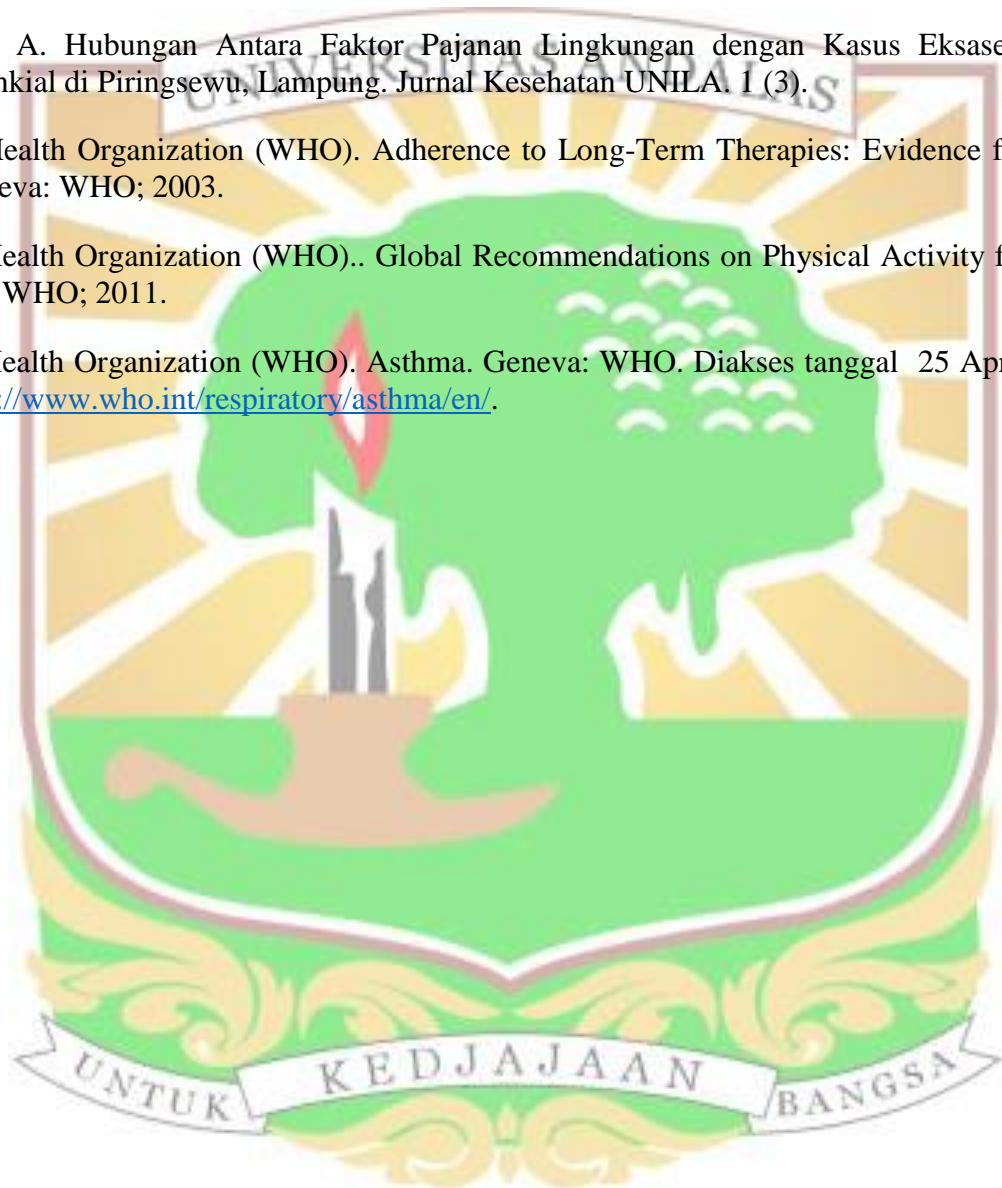 A. Hubungan Antara Faktor Pajanan Lingkungan dengan Kasus Eksase
nkial di Piringsewu, Lampung. Jurnal Kesehatan UNILA. 1 (3).
UNIVERSITAS ANDALAS
Health Organization (WHO). Adherence to Long-Term Therapies: Evidence f
eva: WHO; 2003.
Health Organization (WHO).. Global Recommendations on Physical Activity f
WHO; 2011.
Health Organization (WHO). Asthma. Geneva: WHO. Diakses tanggal 25 Apr
://www.who.int/respiratory/asthma/en/.
UNTUK KEDJAJAAN BANGSA